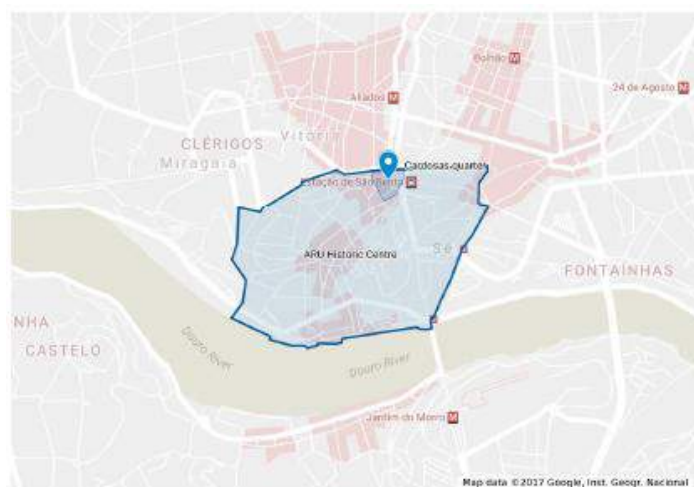 Bolhão M
24 de Agosto M
Aliados M
CLÉRIGOS
Vitória
Miragaia
Cardosas quarter
Estação de São Bento
ARU Historic Centre
Sé
FONTAÍNHAS
NHA
CASTELO
Douro River
Douro River
Jardim do Morro M
Map data ©2017 Google, Inst. Geogr. Nacional